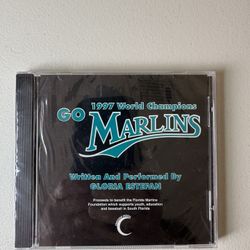 1997 World Champions
GO MARLINS
Written And Performed By
GLORIA ESTEFAN
Proceeds to benefit the Florida Marlins
Foundation which supports youth, education
and baseball in South Florida